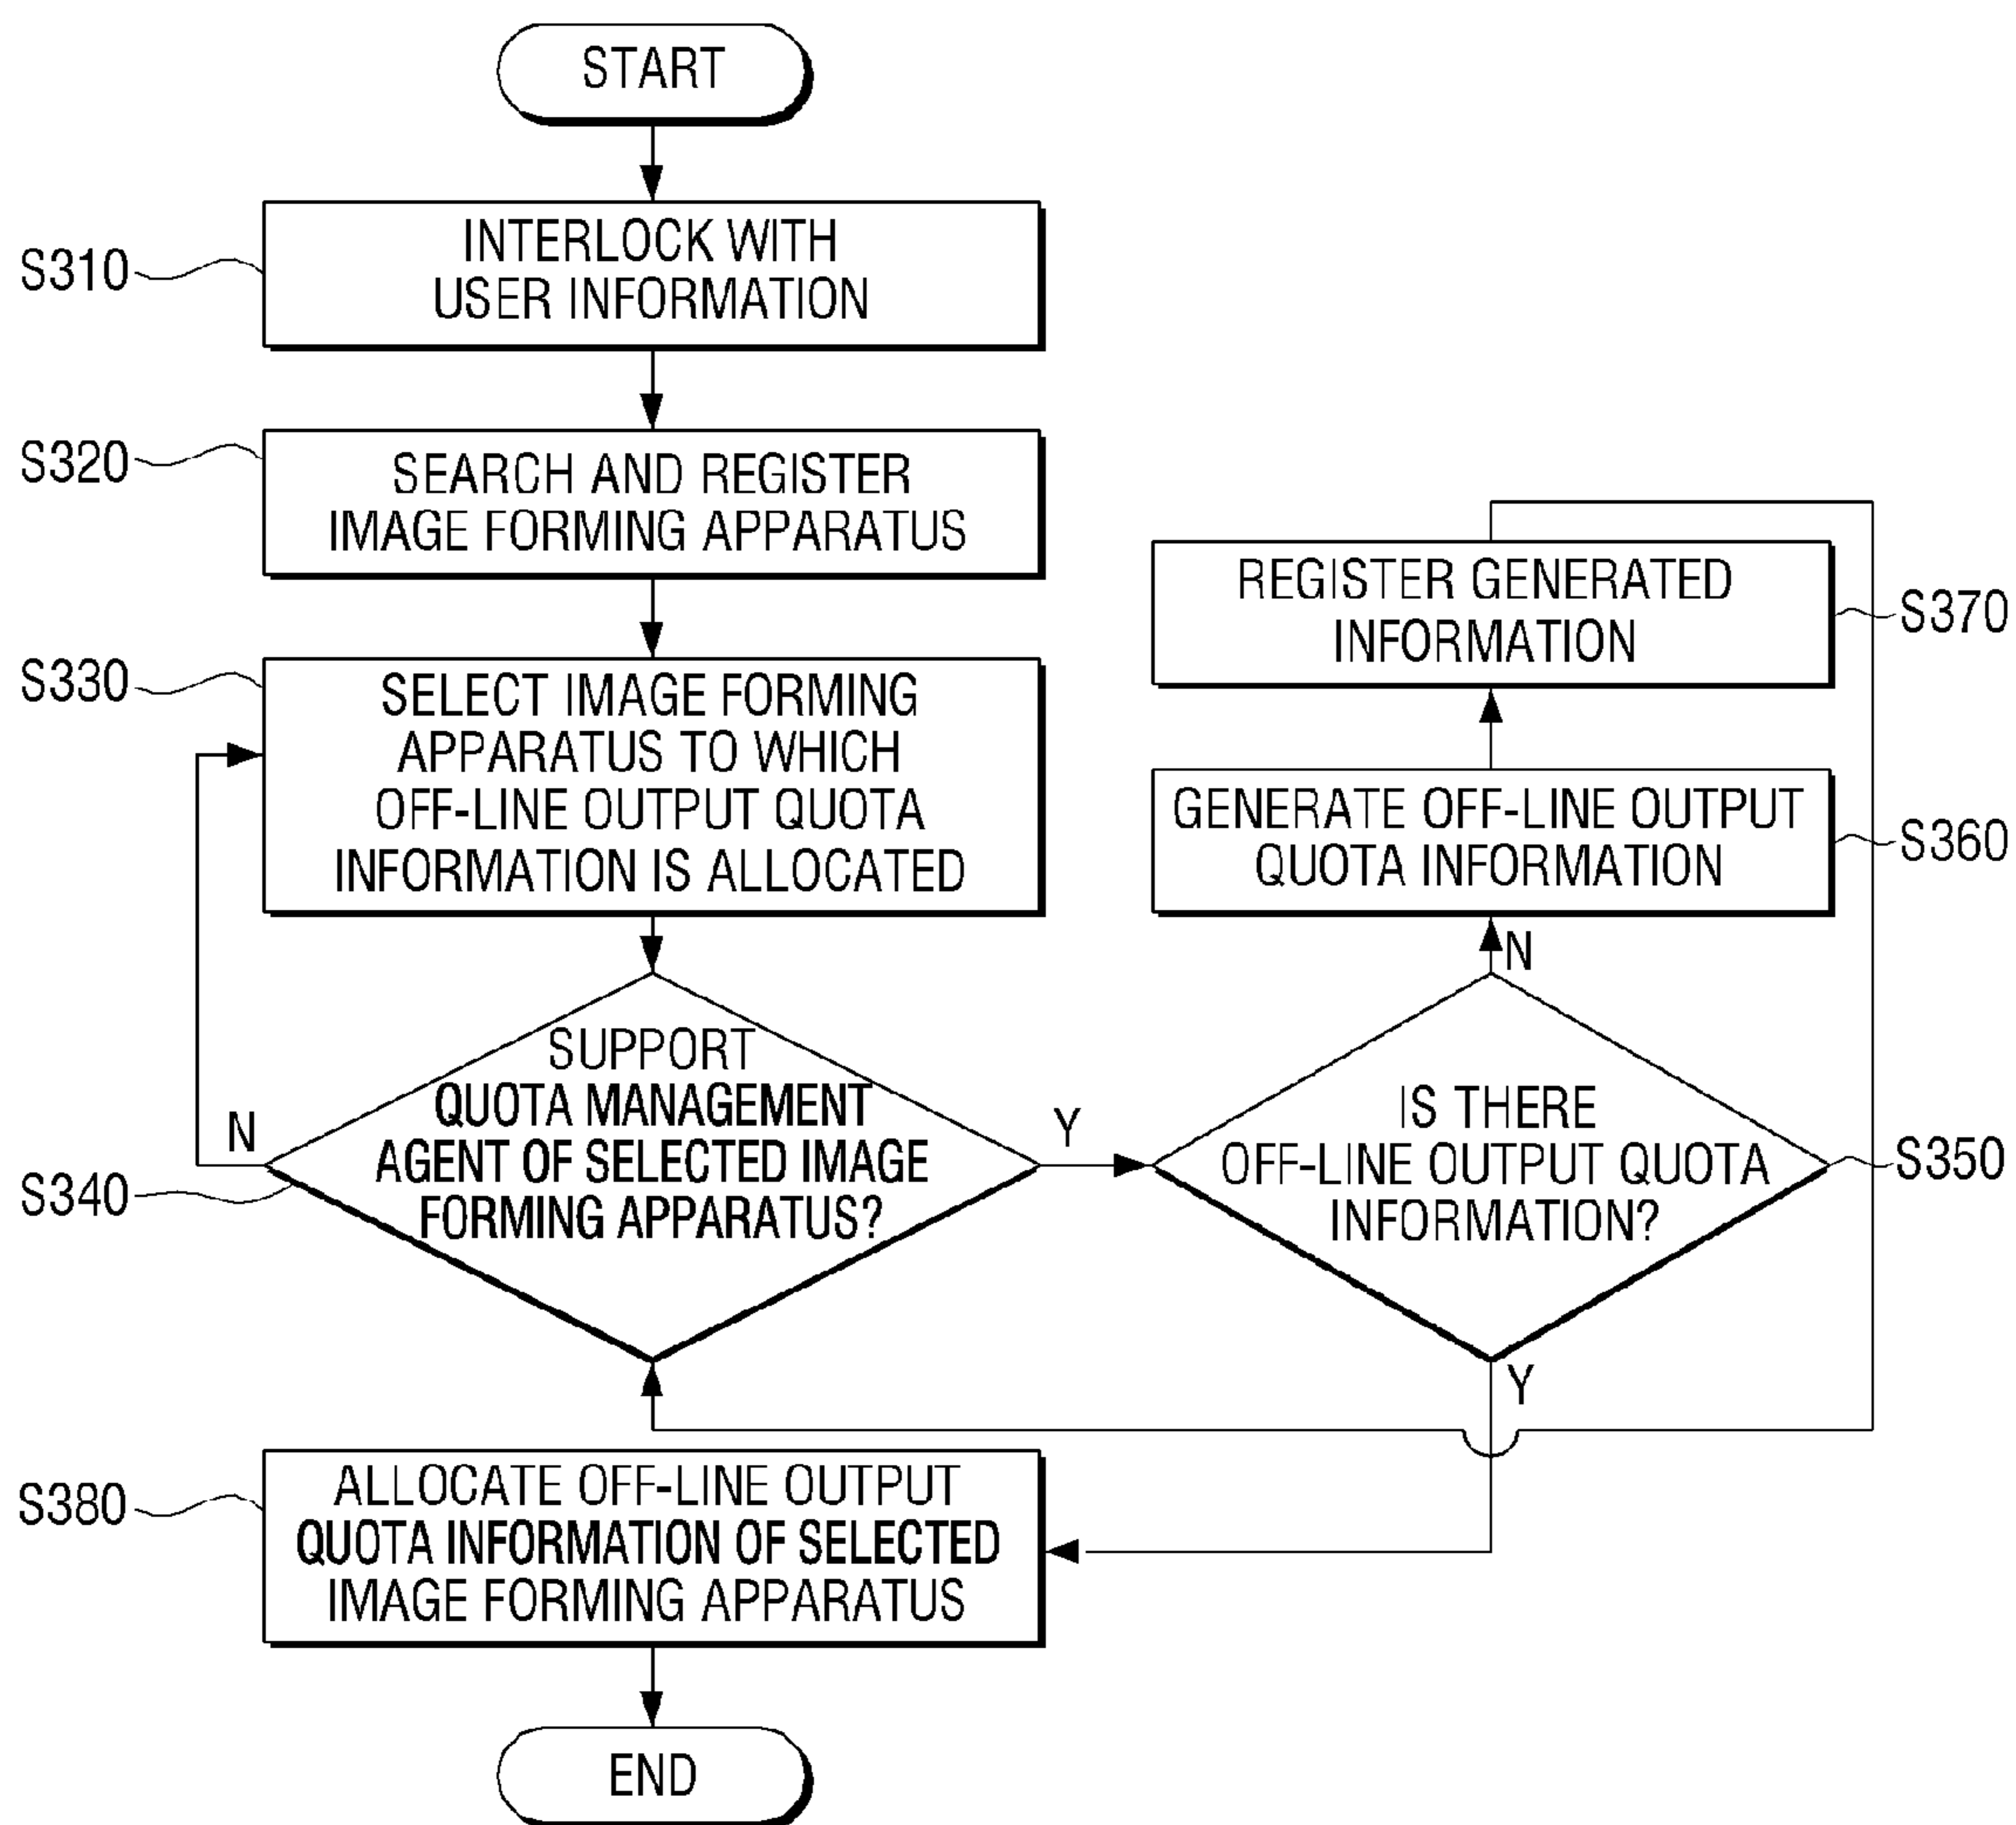 START
S310
INTERLOCK WITH
USER INFORMATION
S320
SEARCH AND REGISTER
IMAGE FORMING APPARATUS
S330
SELECT IMAGE FORMING
APPARATUS TO WHICH
OFF-LINE OUTPUT QUOTA
INFORMATION IS ALLOCATED
REGISTER GENERATED
INFORMATION
S370
GENERATE OFF-LINE OUTPUT
QUOTA INFORMATION
S360
N
SUPPORT
QUOTA MANAGEMENT
AGENT OF SELECTED IMAGE
FORMING APPARATUS?
N
S340
Y
IS THERE
OFF-LINE OUTPUT QUOTA
INFORMATION?
S350
Y
S380
ALLOCATE OFF-LINE OUTPUT
QUOTA INFORMATION OF SELECTED
IMAGE FORMING APPARATUS
END